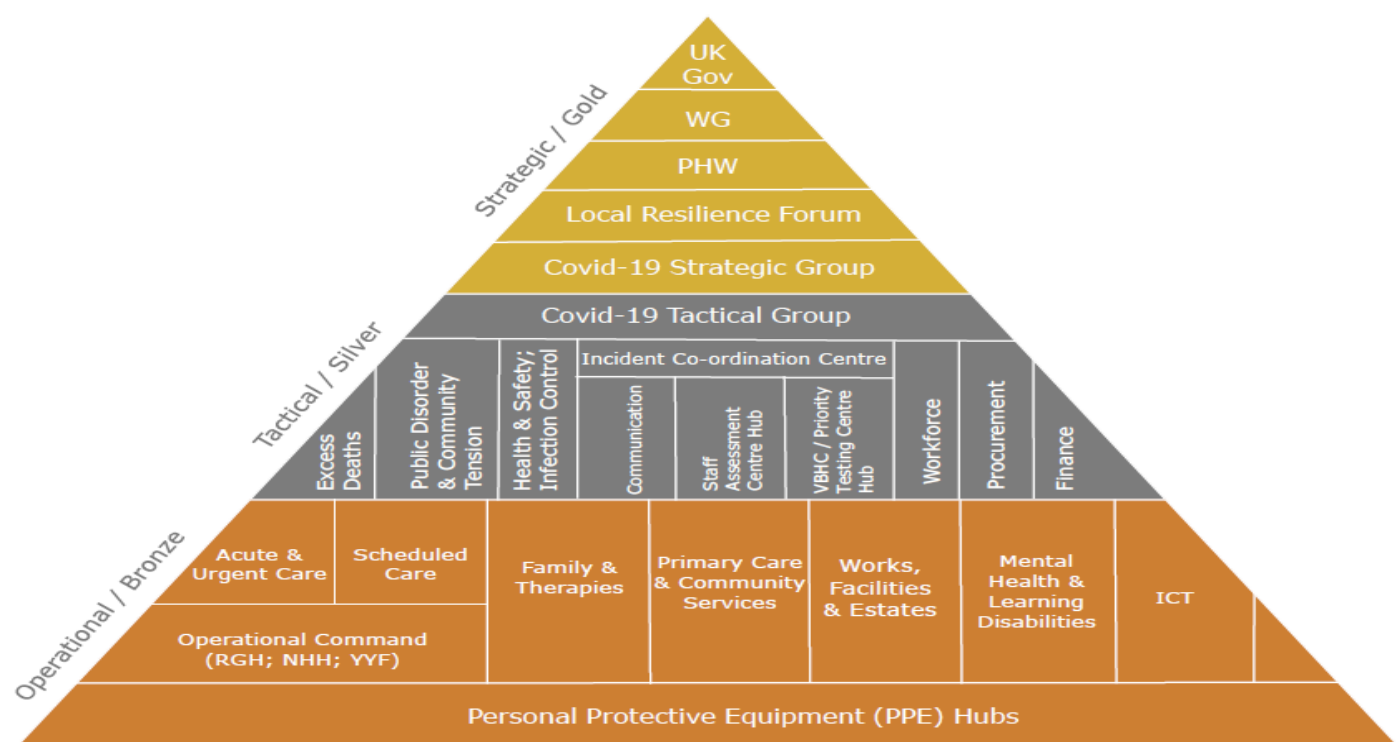 UK
Gov
WG
PHW
Local Resilience Forum
Covid-19 Strategic Group
Strategic / Gold
Covid-19 Tactical Group
Tactical / Silver
Excess
Deaths
Public Disorder
& Community
Tension
Health & Safety;
Infection Control
Incident Co-ordination Centre
Communication
Staff
Assessment
Centre Hub
VBHC / Priority
Testing Centre
Hub
Workforce
Procurement
Finance
Operational / Bronze
Acute &
Urgent Care
Scheduled
Care
Operational Command
(RGH; NHH; YYF)
Family &
Therapies
Primary Care
& Community
Services
Works,
Facilities
& Estates
Mental
Health &
Learning
Disabilities
ICT
Personal Protective Equipment (PPE) Hubs